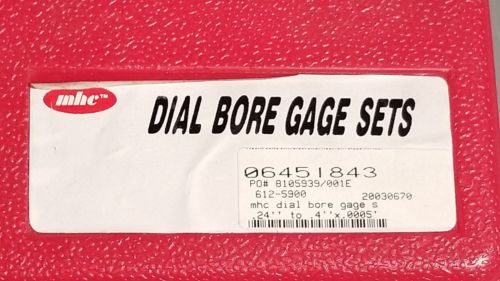 mhc™
DIAL BORE GAGE SETS
06451843
PO# 8105939/001E
612-5900 20030670
mhc dial bore gage s
.24'' to .4''x.0005'